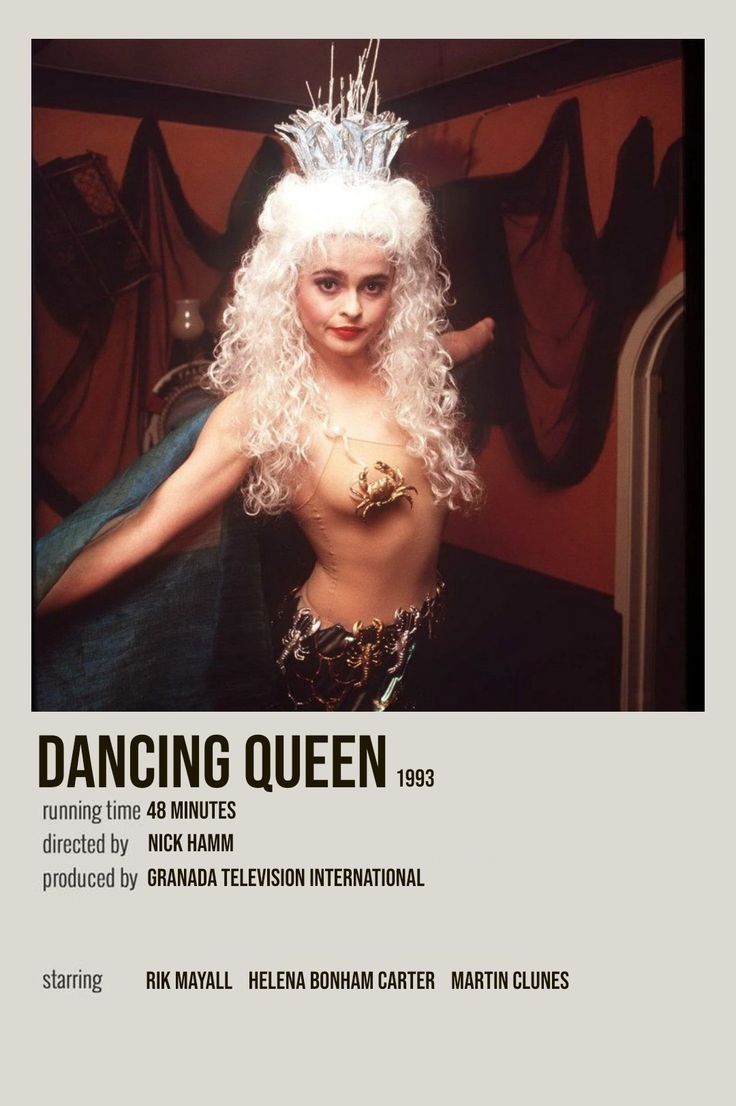 DANCING QUEEN 1993
running time 48 MINUTES
directed by NICK HAMM
produced by GRANADA TELEVISION INTERNATIONAL
starring RIK MAYALL HELENA BONHAM CARTER MARTIN CLUNES